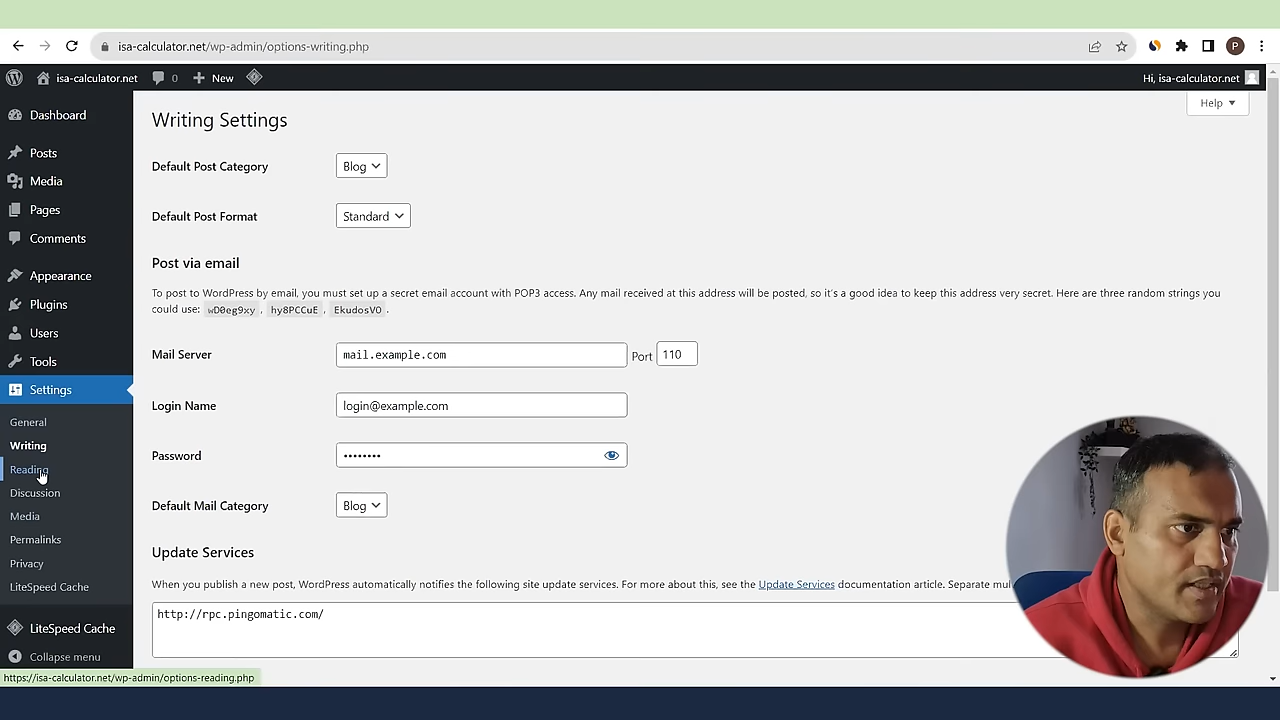 isa-calculator.net/wp-admin/options-writing.php
P
isa-calculator.net 0 New Hi, isa-calculator.net
Help
Dashboard
Posts
Media
Pages
Comments
Appearance
Plugins
Users
Tools
Settings
General
Writing
Reading
Discussion
Media
Permalinks
Privacy
LiteSpeed Cache
LiteSpeed Cache
Collapse menu
Writing Settings
Default Post Category Blog
Default Post Format Standard
Post via email
To post to WordPress by email, you must set up a secret email account with POP3 access. Any mail received at this address will be posted, so it's a good idea to keep this address very secret. Here are three random strings you
could use: wD0eg9xy, hy8PCCuE, EkudosVO.
Mail Server mail.example.com Port 110
Login Name login@example.com
Password ••••••••
Default Mail Category Blog
Update Services
When you publish a new post, WordPress automatically notifies the following site update services. For more about this, see the Update Services documentation article. Separate
http://rpc.pingomatic.com/
https://isa-calculator.net/wp-admin/options-reading.php